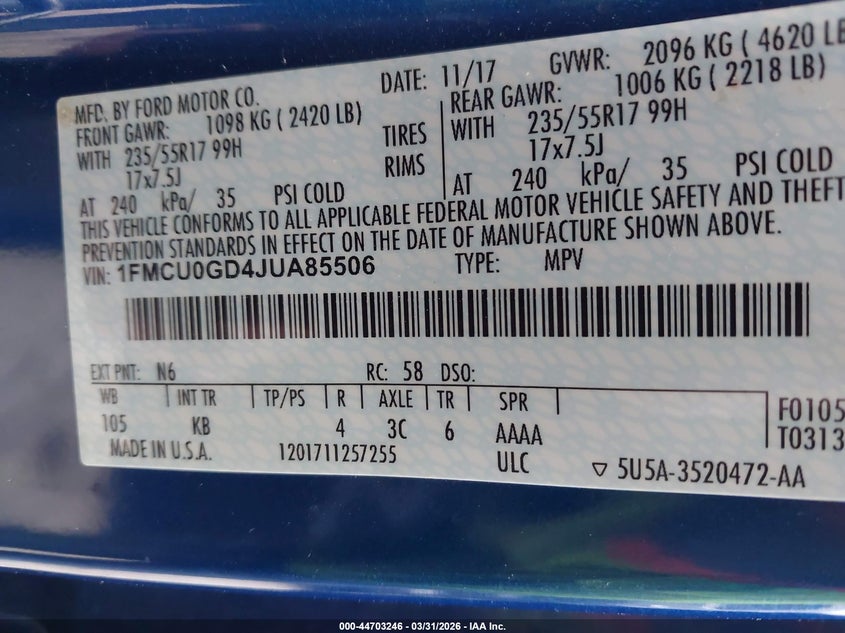 MFD. BY FORD MOTOR CO. DATE: 11/17 GVWR: 2096 KG ( 4620 LB
FRONT GAWR: 1098 KG ( 2420 LB) REAR GAWR: 1006 KG ( 2218 LB)
WITH 235/55R17 99H TIRES WITH 235/55R17 99H
17x7.5J RIMS 17x7.5J
AT 240 kPa/ 35 PSI COLD AT 240 kPa/ 35 PSI COLD
THIS VEHICLE CONFORMS TO ALL APPLICABLE FEDERAL MOTOR VEHICLE SAFETY AND THEFT
PREVENTION STANDARDS IN EFFECT ON THE DATE OF MANUFACTURE SHOWN ABOVE.
VIN: 1FMCU0GD4JUA85506 TYPE: MPV
EXT PNT: N6 RC: 58 DSO:
WB INT TR TP/PS R AXLE TR SPR
105 KB 4 3C 6 AAAA
F0105
T0313
MADE IN U.S.A. 1201711257255 ULC 5U5A-3520472-AA
000-44703246 - 03/31/2026 - IAA Inc.